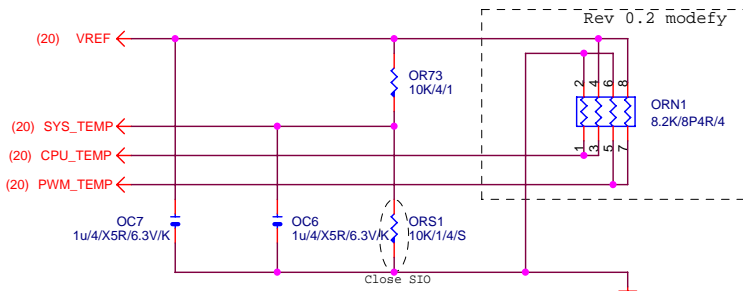 Rev 0.2 modefy
(20) VREF
OR73
10K/4/1
2 4 6 8
ORN1
8.2K/8P4R/4
1 3 5 7
(20) SYS_TEMP
(20) CPU_TEMP
(20) PWM_TEMP
OC7
1u/4/X5R/6.3V/K
OC6
1u/4/X5R/6.3V/K
ORS1
10K/1/4/S
Close SIO